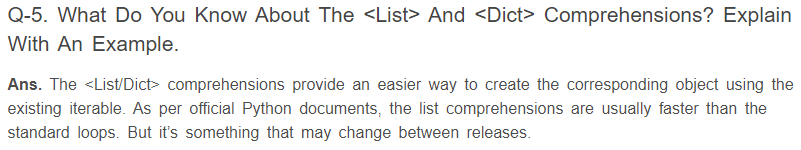 Q-5. What Do You Know About The <List> And <Dict> Comprehensions? Explain
With An Example.
Ans. The <List/Dict> comprehensions provide an easier way to create the corresponding object using the
existing iterable. As per official Python documents, the list comprehensions are usually faster than the
standard loops. But it’s something that may change between releases.